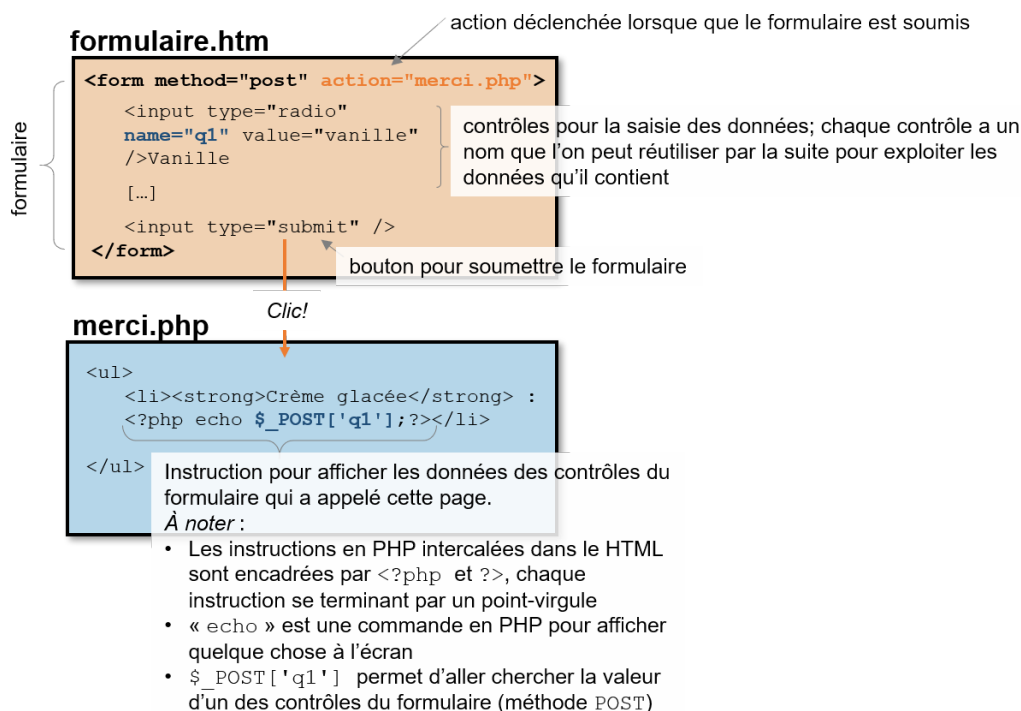 action déclenchée lorsque que le formulaire est soumis
formulaire.htm
<form method="post" action="merci.php">
<input type="radio"
name="q1" value="vanille"
/>Vanille
[…]
<input type="submit" />
</form>
formulaire
contrôles pour la saisie des données; chaque contrôle a un
nom que l'on peut réutiliser par la suite pour exploiter les
données qu'il contient
bouton pour soumettre le formulaire
Clic!
merci.php
<ul>
<li><strong>Crème glacée</strong> :
<?php echo $_POST['q1'];?></li>
</ul>
Instruction pour afficher les données des contrôles du
formulaire qui a appelé cette page.
À noter :
• Les instructions en PHP intercalées dans le HTML
sont encadrées par <?php et ?>, chaque
instruction se terminant par un point-virgule
• « echo » est une commande en PHP pour afficher
quelque chose à l'écran
• $_POST['q1'] permet d'aller chercher la valeur
d'un des contrôles du formulaire (méthode POST)